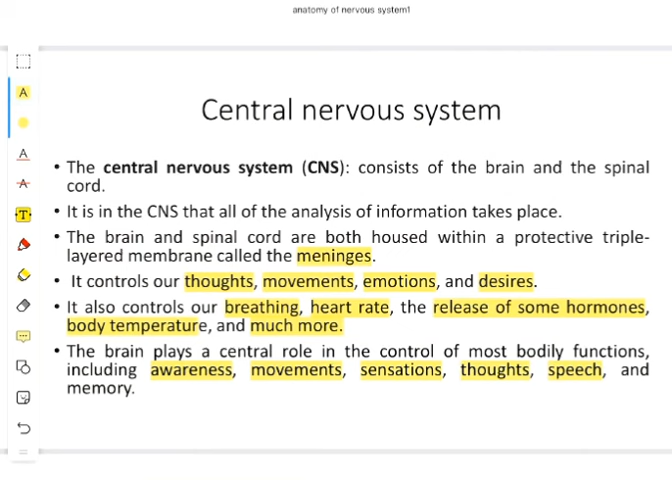 anatomy of nervous system1
Central nervous system
• The central nervous system (CNS): consists of the brain and the spinal
cord.
• It is in the CNS that all of the analysis of information takes place.
• The brain and spinal cord are both housed within a protective triple-
layered membrane called the meninges.
• It controls our thoughts, movements, emotions, and desires.
• It also controls our breathing, heart rate, the release of some hormones,
body temperature, and much more.
• The brain plays a central role in the control of most bodily functions,
including awareness, movements, sensations, thoughts, speech, and
memory.
A
A
A
T